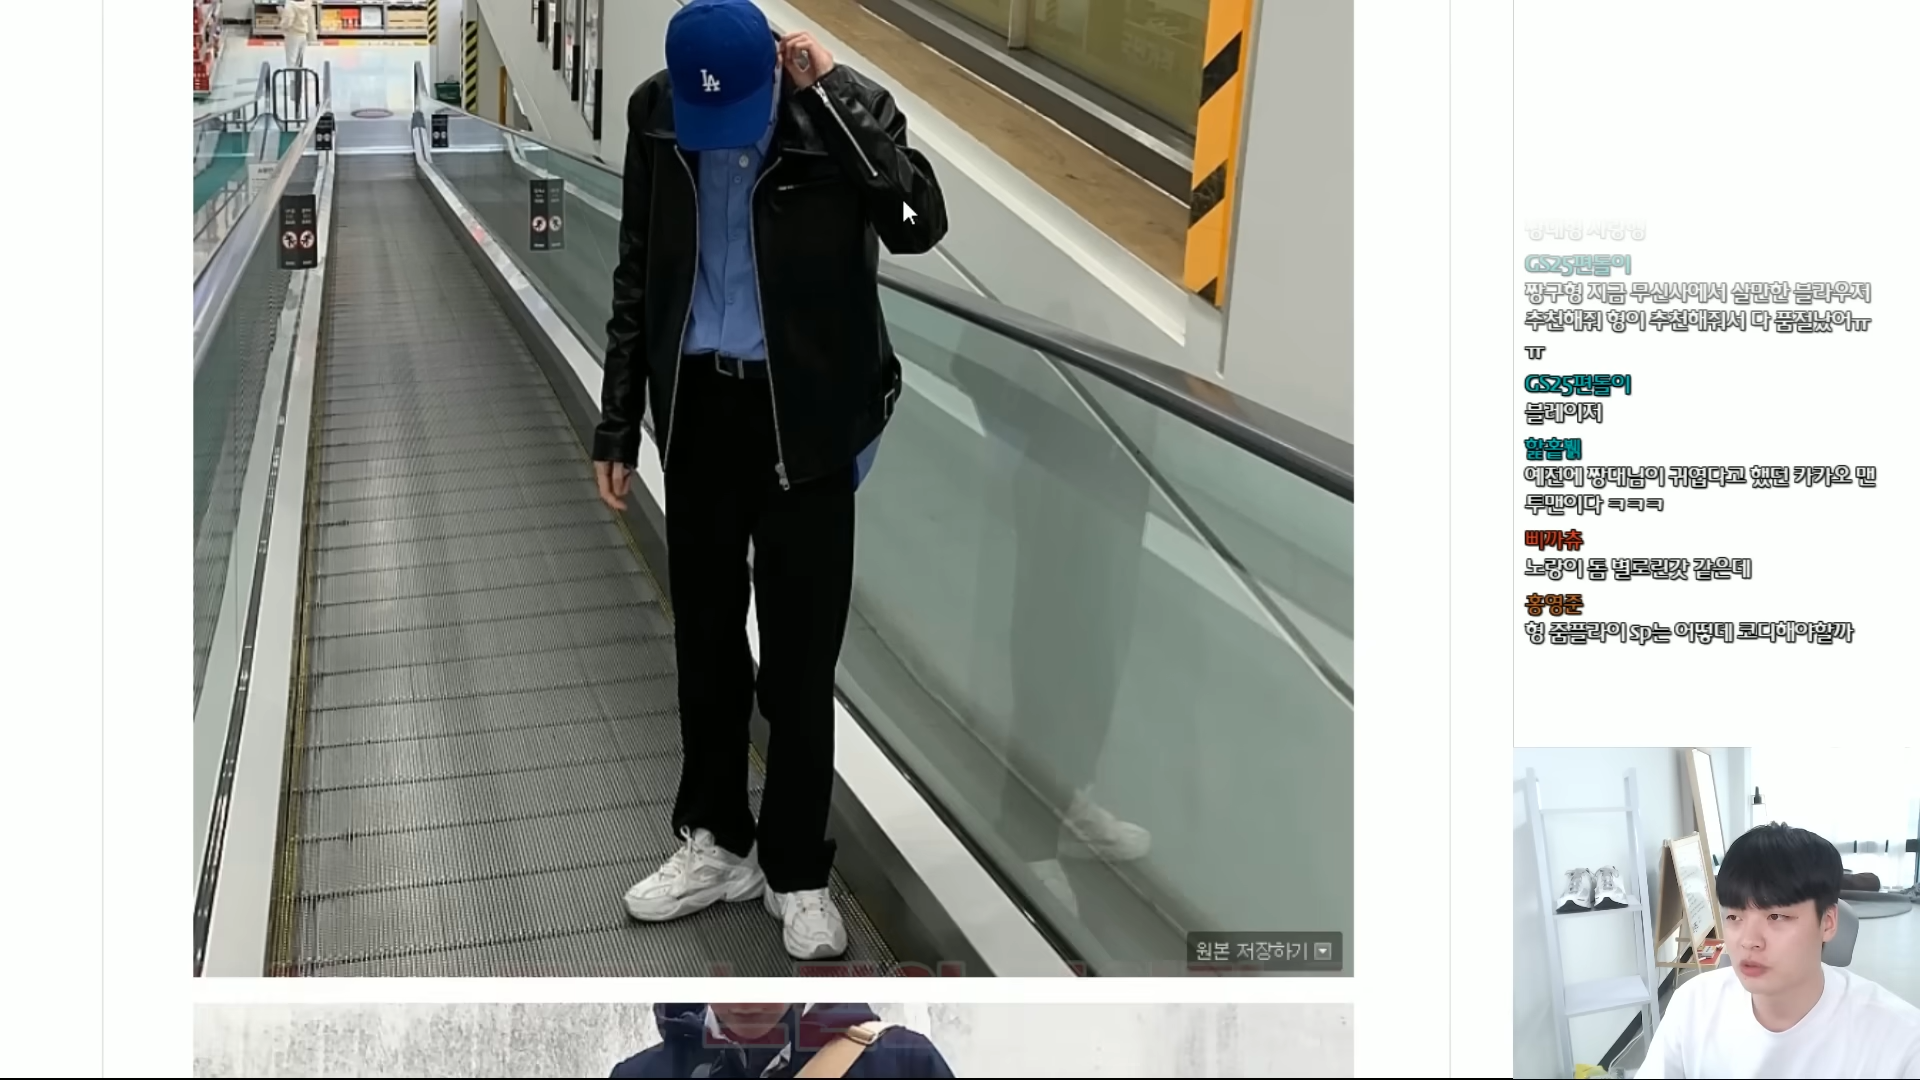 LA
GS25편돌이
짱구형 지금 무신사에서 살만한 블라우저
추천해줘 형이 추천해줘서 다 품절났어ㅠ
ㅠ
GS25편돌이
블레이저
예전에 짱대님이 귀엽다고 했던 카카오 맨
투맨이다 ㅋㅋㅋ
삐까츄
노랑이 돔 별로린갓 같은데
홍영준
형 줌플라이 sp는 어떻테 코디해야할까
원본 저장하기